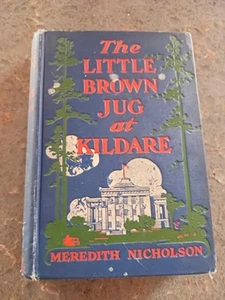 The
LITTLE
BROWN
JUG at
KILDARE
MEREDITH NICHOLSON